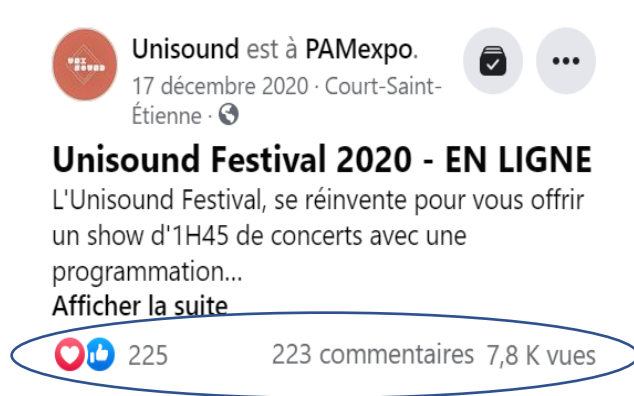 UNI
SOUND
Unisound est à PAMexpo.
17 décembre 2020 · Court-Saint-
Étienne ·
Unisound Festival 2020 - EN LIGNE
L'Unisound Festival, se réinvente pour vous offrir
un show d'1H45 de concerts avec une
programmation...
Afficher la suite
225 223 commentaires 7,8 K vues